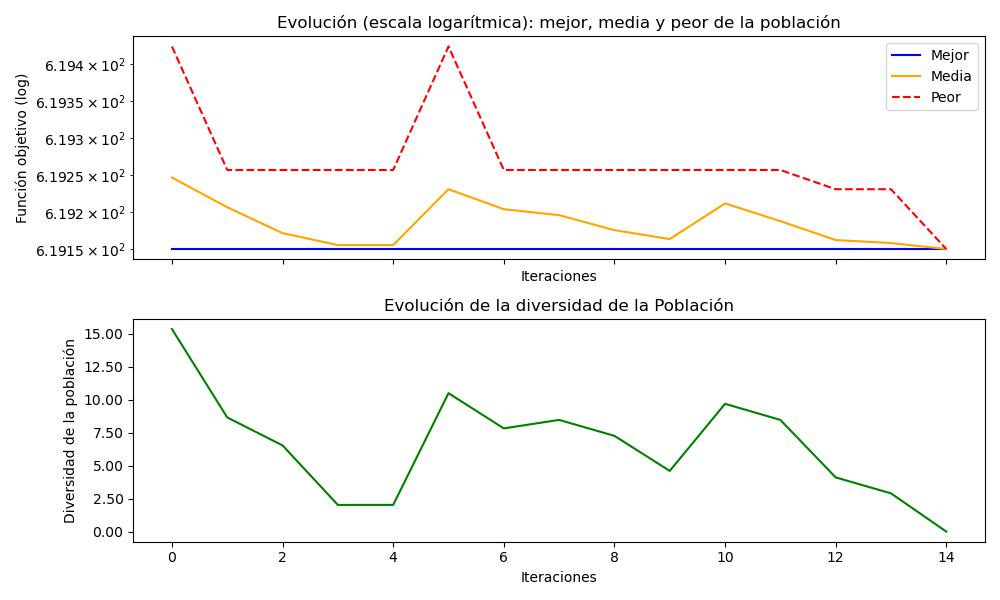 Evolución (escala logarítmica): mejor, media y peor de la población
Función objetivo (log)
6.194 × 10²
6.1935 × 10²
6.193 × 10²
6.1925 × 10²
6.192 × 10²
6.1915 × 10²
Mejor
Media
Peor
Iteraciones
Evolución de la diversidad de la Población
Diversidad de la población
15.00
12.50
10.00
7.50
5.00
2.50
0.00
0 2 4 6 8 10 12 14
Iteraciones